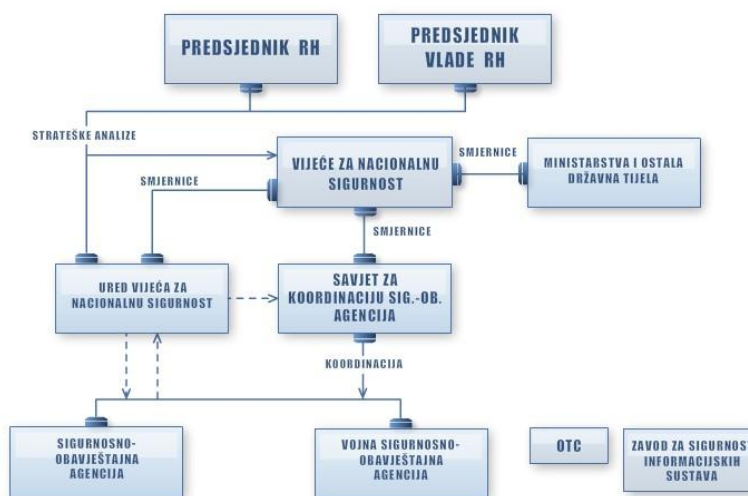 PREDSJEDNIK RH
PREDSJEDNIK
VLADE RH
STRATEŠKE ANALIZE
VIJEĆE ZA NACIONALNU
SIGURNOST
SMJERNICE
MINISTARSTVA I OSTALA
DRŽAVNA TIJELA
SMJERNICE
SMJERNICE
URED VIJEĆA ZA
NACIONALNU SIGURNOST
SAVJET ZA
KOORDINACIJU SIG.-OB.
AGENCIJA
KOORDINACIJA
SIGURNOSNO-
OBAVJEŠTAJNA
AGENCIJA
VOJNA SIGURNOSNO-
OBAVJEŠTAJNA
AGENCIJA
OTC
ZAVOD ZA SIGURNOST
INFORMACIJSKIH
SUSTAVA